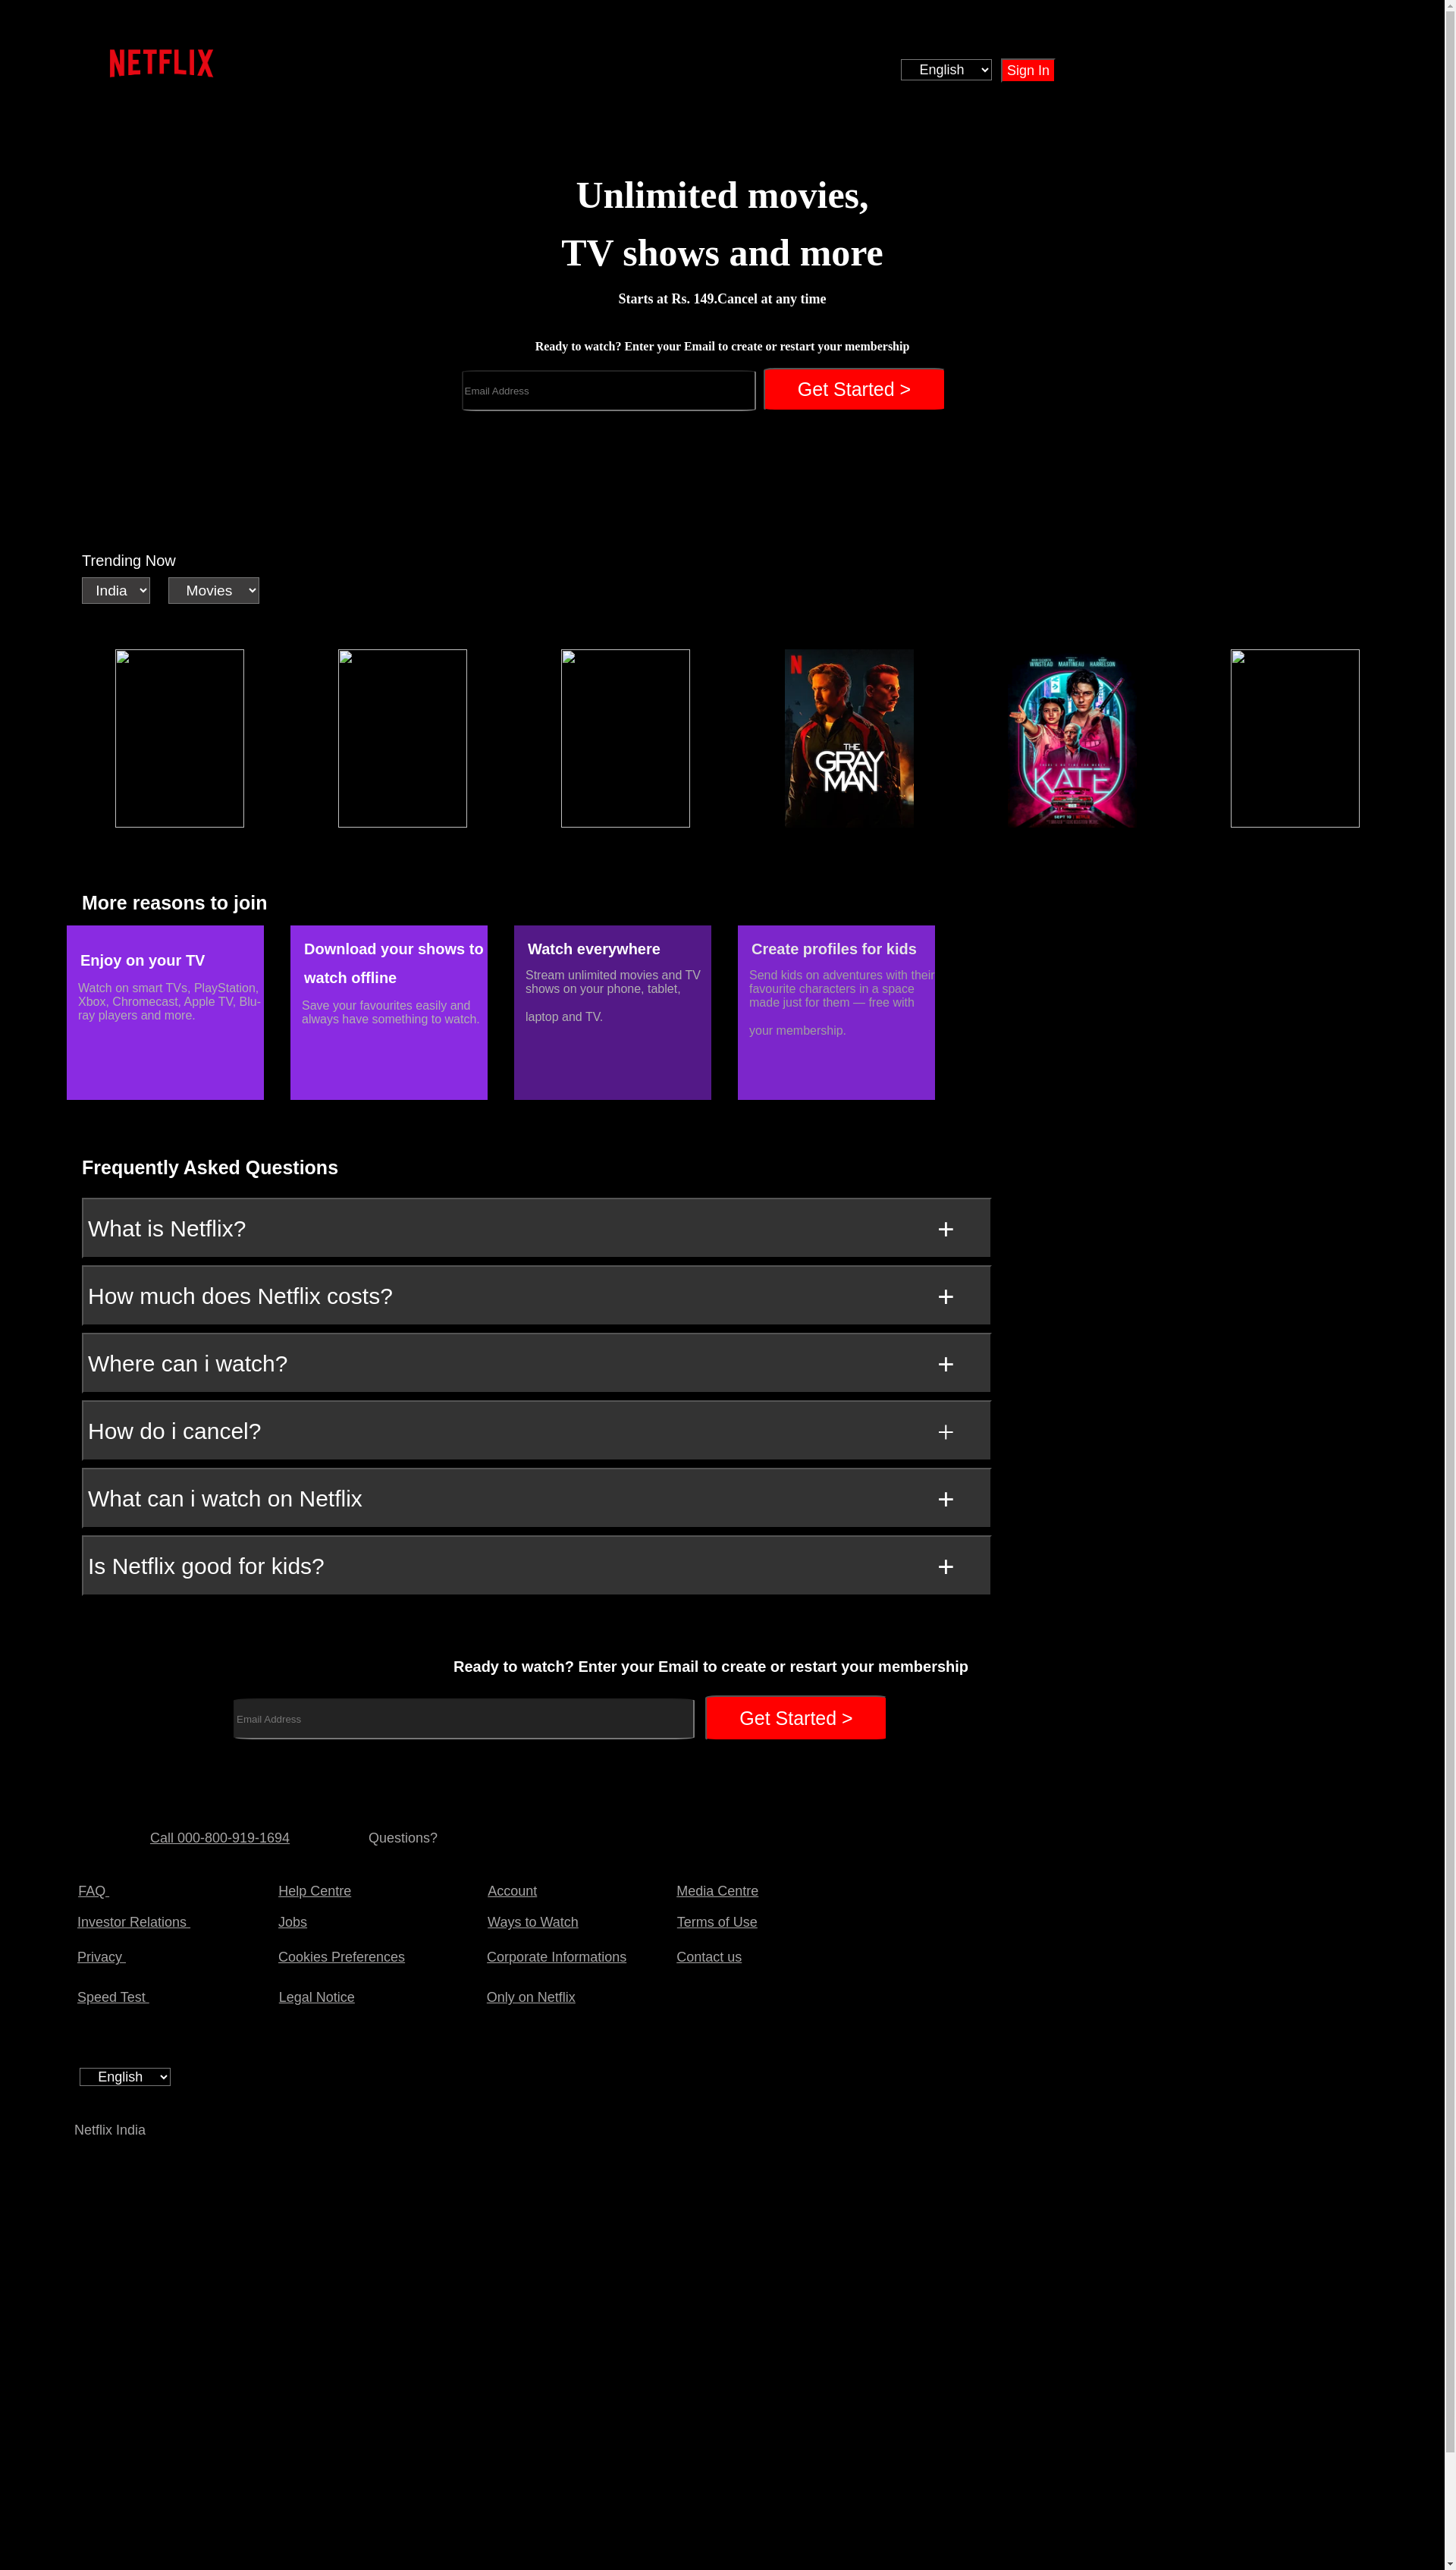 NETFLIX
English
Sign In
Unlimited movies,
TV shows and more
Starts at Rs. 149.Cancel at any time
Ready to watch? Enter your Email to create or restart your membership
Email Address
Get Started >
Trending Now
India
Movies
N
THE
GRAY
MAN
WINSTEAD MARTINEAU HARRELSON
KATE
More reasons to join
Enjoy on your TV
Watch on smart TVs, PlayStation,
Xbox, Chromecast, Apple TV, Blu-
ray players and more.
Download your shows to
watch offline
Save your favourites easily and
always have something to watch.
Watch everywhere
Stream unlimited movies and TV
shows on your phone, tablet,
laptop and TV.
Create profiles for kids
Send kids on adventures with their
favourite characters in a space
made just for them — free with
your membership.
Frequently Asked Questions
What is Netflix? +
How much does Netflix costs? +
Where can i watch? +
How do i cancel? +
What can i watch on Netflix +
Is Netflix good for kids? +
Ready to watch? Enter your Email to create or restart your membership
Email Address
Get Started >
Call 000-800-919-1694 Questions?
FAQ Help Centre Account Media Centre
Investor Relations Jobs Ways to Watch Terms of Use
Privacy Cookies Preferences Corporate Informations Contact us
Speed Test Legal Notice Only on Netflix
English
Netflix India